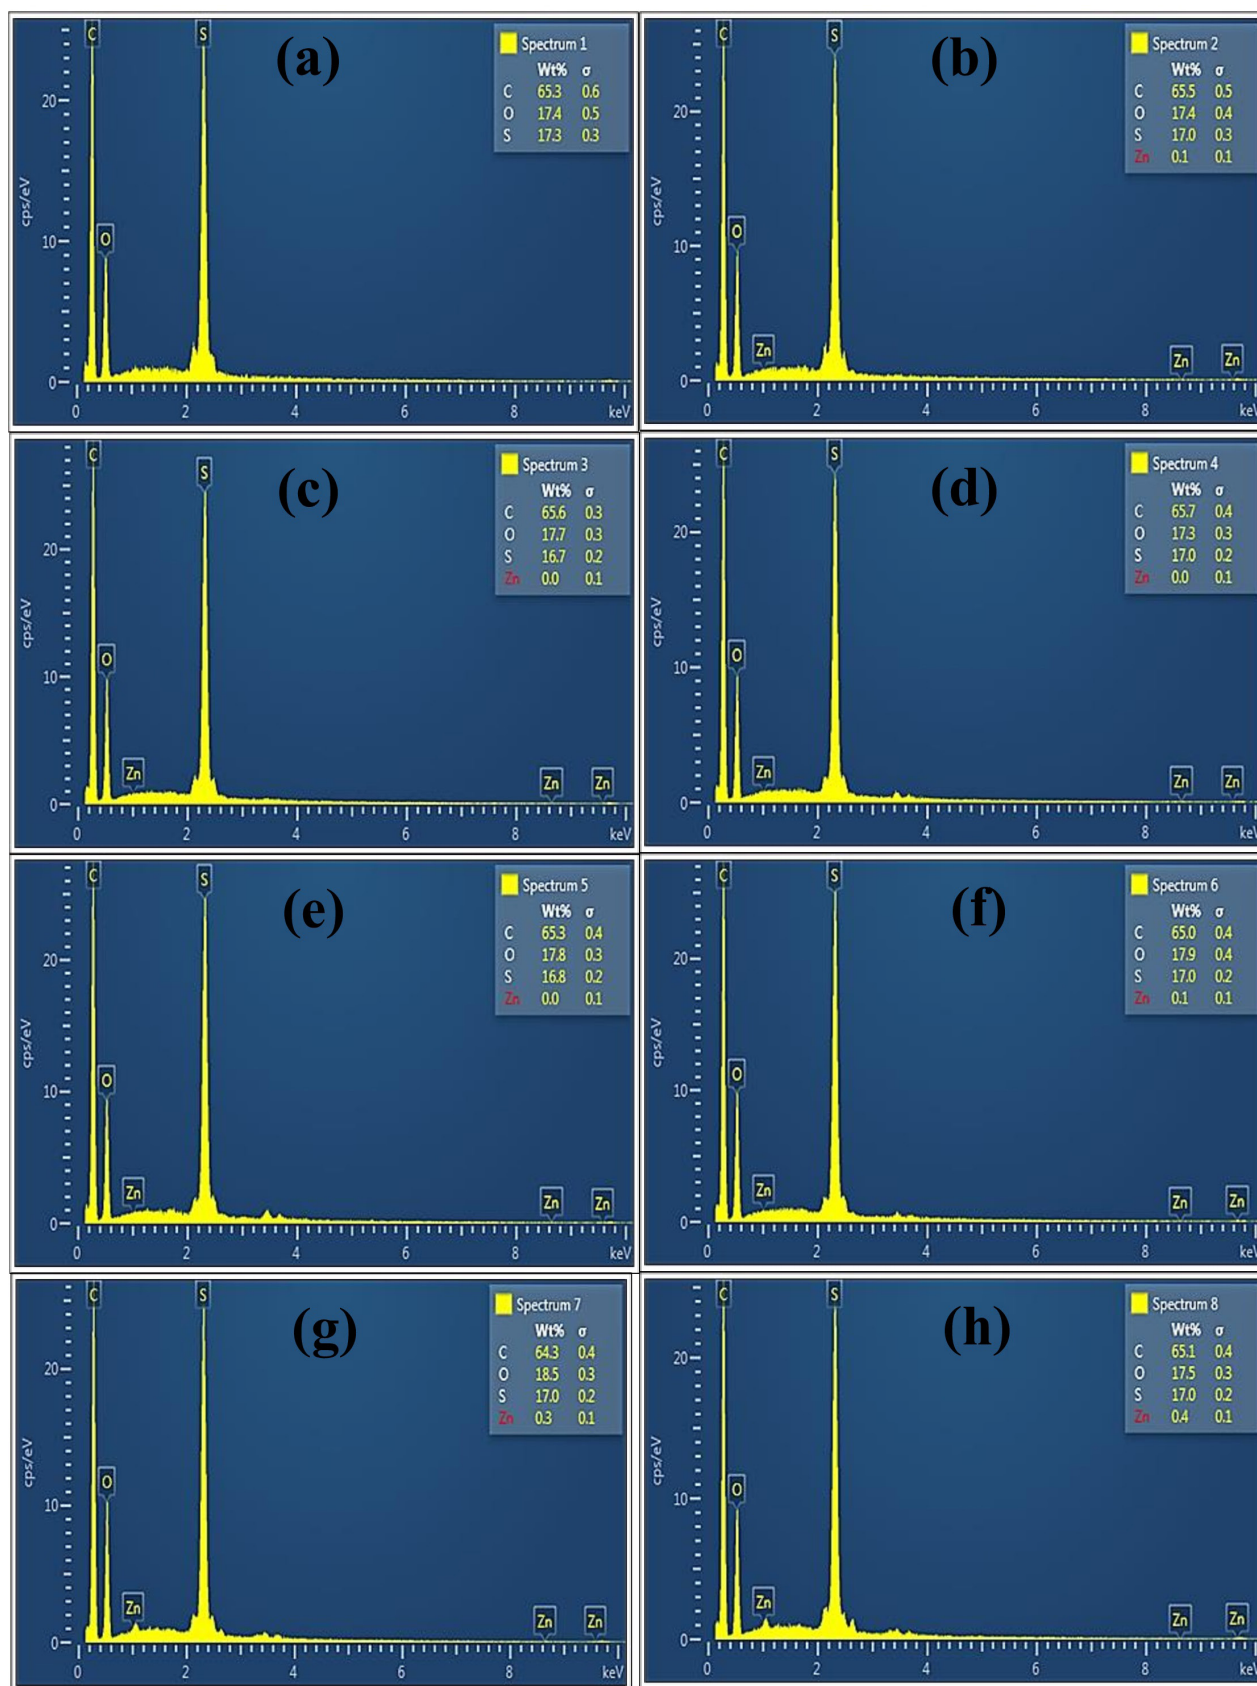 (a)
C
S
O
Spectrum 1
Wt% σ
C 65.3 0.6
O 17.4 0.5
S 17.3 0.3
cps/eV
20
10
0
0 2 4 6 8 keV
(b)
C
S
O
Zn
Zn
Zn
Spectrum 2
Wt% σ
C 65.5 0.5
O 17.4 0.4
S 17.0 0.3
Zn 0.1 0.1
cps/eV
20
10
0
0 2 4 6 8 keV
(c)
C
S
O
Zn
Zn
Zn
Spectrum 3
Wt% σ
C 65.6 0.3
O 17.7 0.3
S 16.7 0.2
Zn 0.0 0.1
cps/eV
20
10
0
0 2 4 6 8 keV
(d)
C
S
O
Zn
Zn
Zn
Spectrum 4
Wt% σ
C 65.7 0.4
O 17.3 0.3
S 17.0 0.2
Zn 0.0 0.1
cps/eV
20
10
0
0 2 4 6 8 keV
(e)
C
S
O
Zn
Zn
Zn
Spectrum 5
Wt% σ
C 65.3 0.4
O 17.8 0.3
S 16.8 0.2
Zn 0.0 0.1
cps/eV
20
10
0
0 2 4 6 8 keV
(f)
C
S
O
Zn
Zn
Zn
Spectrum 6
Wt% σ
C 65.0 0.4
O 17.9 0.4
S 17.0 0.2
Zn 0.1 0.1
cps/eV
20
10
0
0 2 4 6 8 keV
(g)
C
S
O
Zn
Zn
Zn
Spectrum 7
Wt% σ
C 64.3 0.4
O 18.5 0.3
S 17.0 0.2
Zn 0.3 0.1
cps/eV
20
10
0
0 2 4 6 8 keV
(h)
C
S
O
Zn
Zn
Zn
Spectrum 8
Wt% σ
C 65.1 0.4
O 17.5 0.3
S 17.0 0.2
Zn 0.4 0.1
cps/eV
20
10
0
0 2 4 6 8 keV